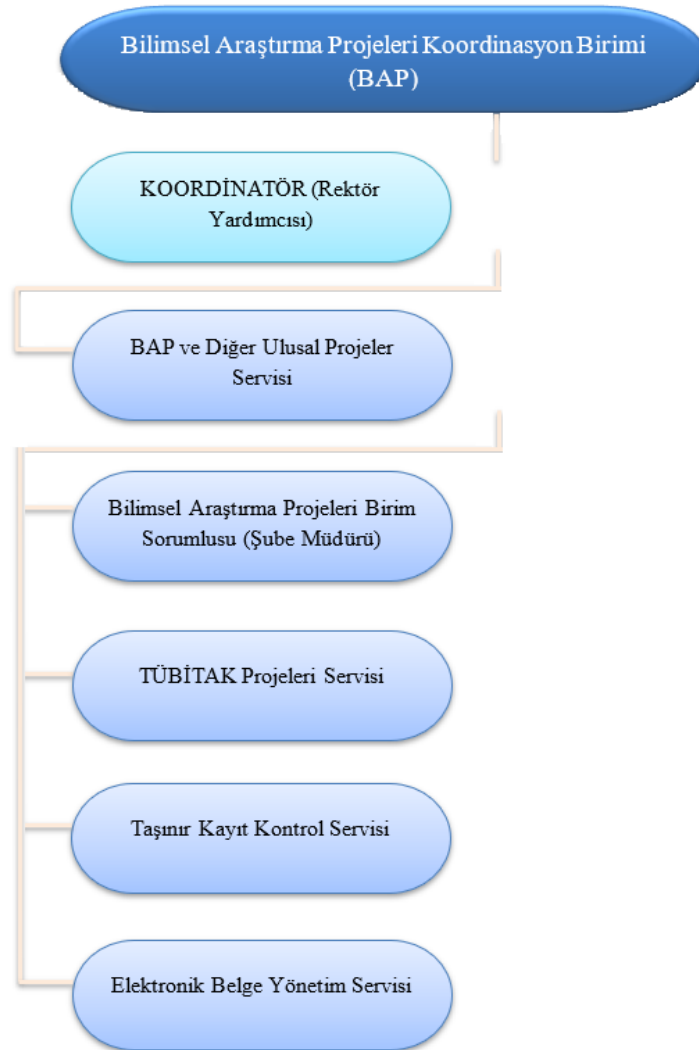 Bilimsel Araştırma Projeleri Koordinasyon Birimi
(BAP)
KOORDİNATÖR (Rektör
Yardımcısı)
BAP ve Diğer Ulusal Projeler
Servisi
Bilimsel Araştırma Projeleri Birim
Sorumlusu (Şube Müdürü)
TÜBİTAK Projeleri Servisi
Taşınır Kayıt Kontrol Servisi
Elektronik Belge Yönetim Servisi